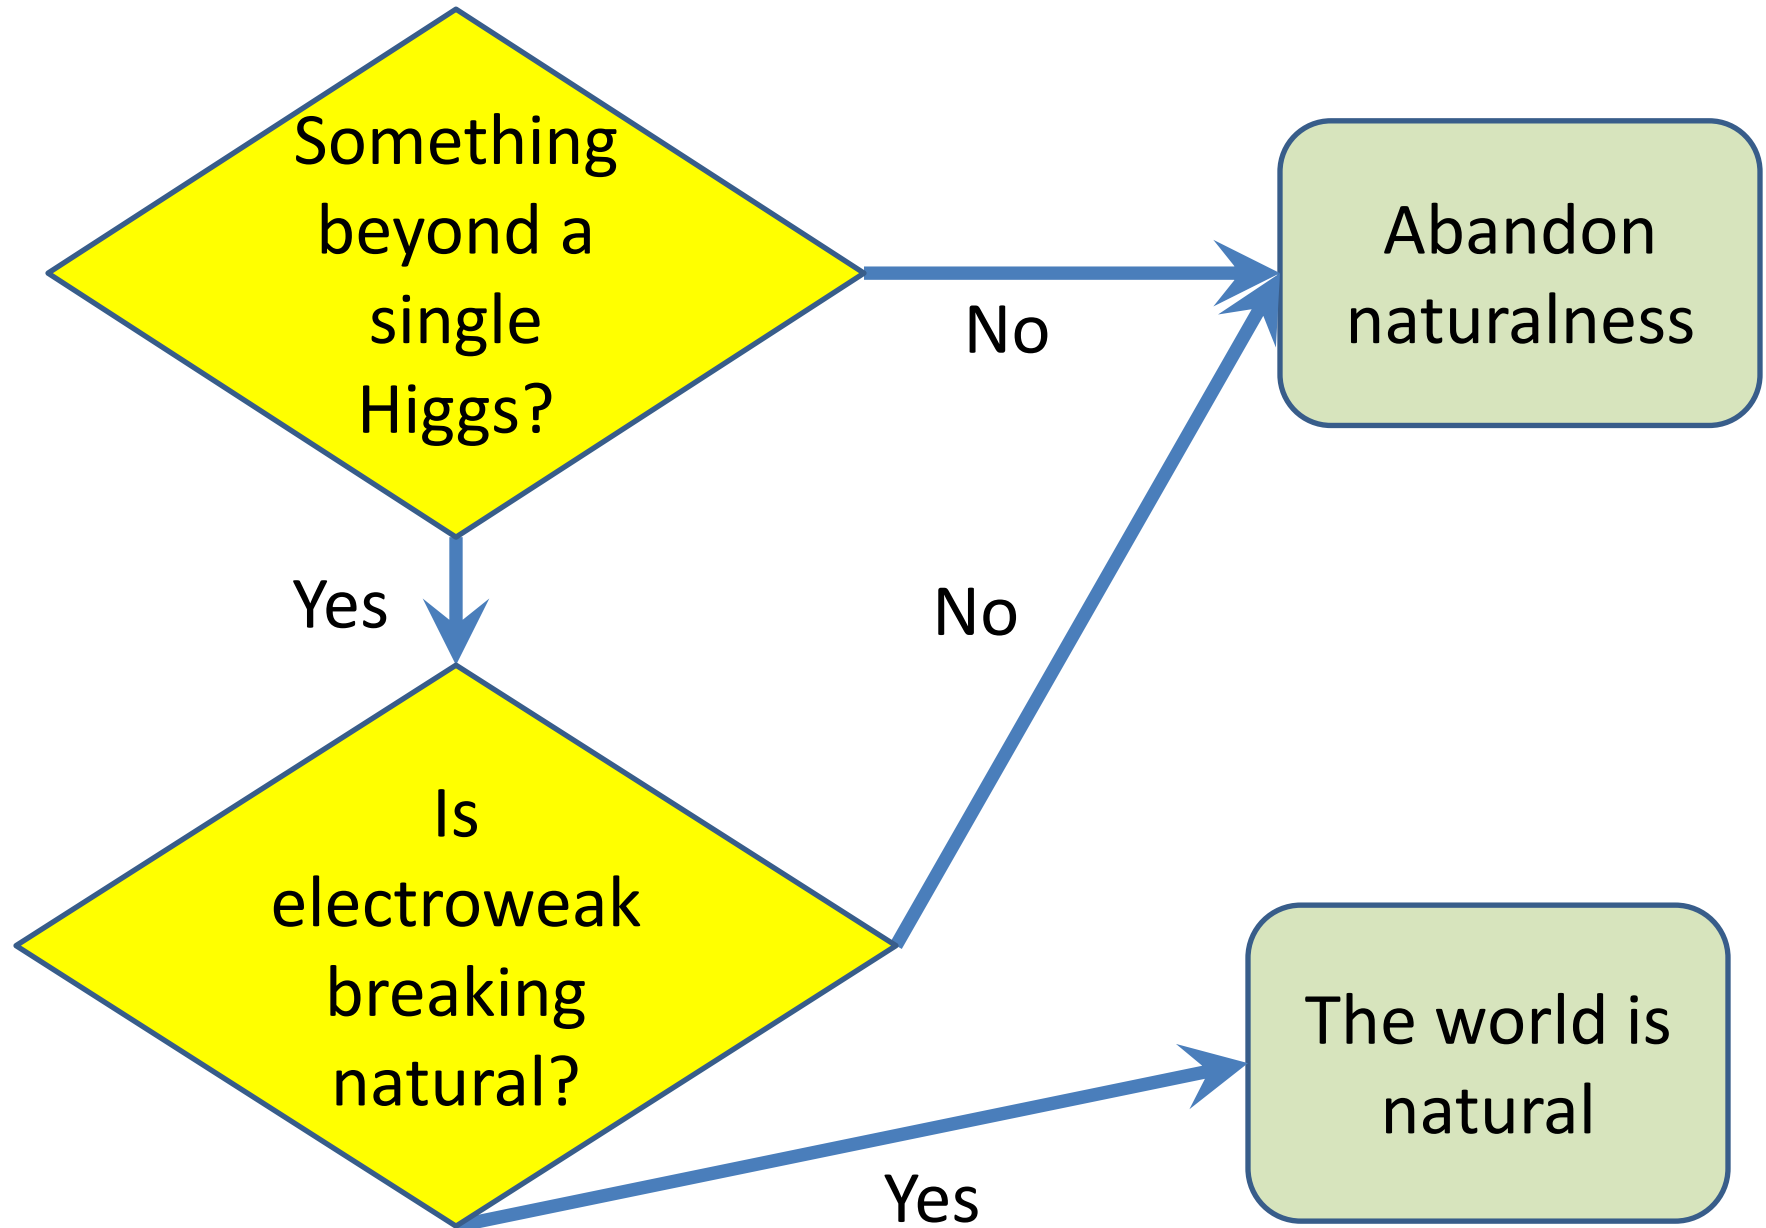 Something
beyond a
single
Higgs?
No
Abandon
naturalness
Yes
No
Is
electroweak
breaking
natural?
Yes
The world is
natural